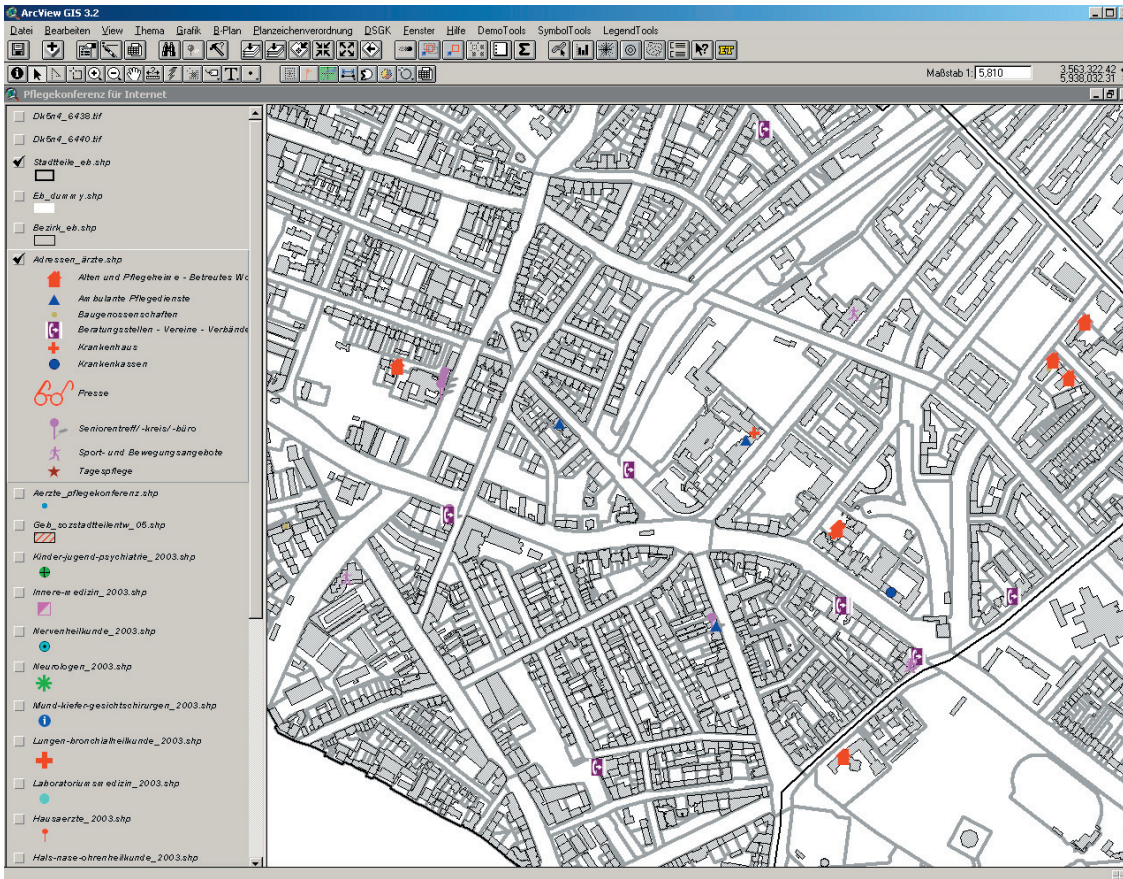 ArcView GIS 3.2
Datei Bearbeiten View Thema Grafik B-Plan Planzeichenverordnung DSGK Fenster Hilfe DemoTools SymbolTools LegendTools
Maßstab 1: 5,810
3.563.322,42
5,938,032.31
Pflegekonferenz für Internet
Dk5n4_6438.tif
Dk5n4_6440.tif
Stadtteile_eb.shp
Eb_dummy.shp
Bezirk_eb.shp
Adressen_ärzte.shp
Alten und Pflegeheime - Betreutes Wo
Ambulante Pflegedienste
Baugenossenschaften
Beratungsstellen - Vereine - Verbände
Krankenhaus
Krankenkassen
Presse
Seniorentreff/ -kreis/ -büro
Sport- und Bewegungsangebote
Tagespflege
Aerzte_pflegekonferenz.shp
Geb_sozstadtteilentw_05.shp
Kinder-jugend-psychiatrie_2003.shp
Innere-medizin_2003.shp
Nervenheilkunde_2003.shp
Neurologen_2003.shp
Mund-kiefer-gesichtschirurgen_2003.shp
Lungen-bronchialheilkunde_2003.shp
Laboratoriumsmedizin_2003.shp
Hausaerzte_2003.shp
Hals-nase-ohrenheilkunde_2003.shp